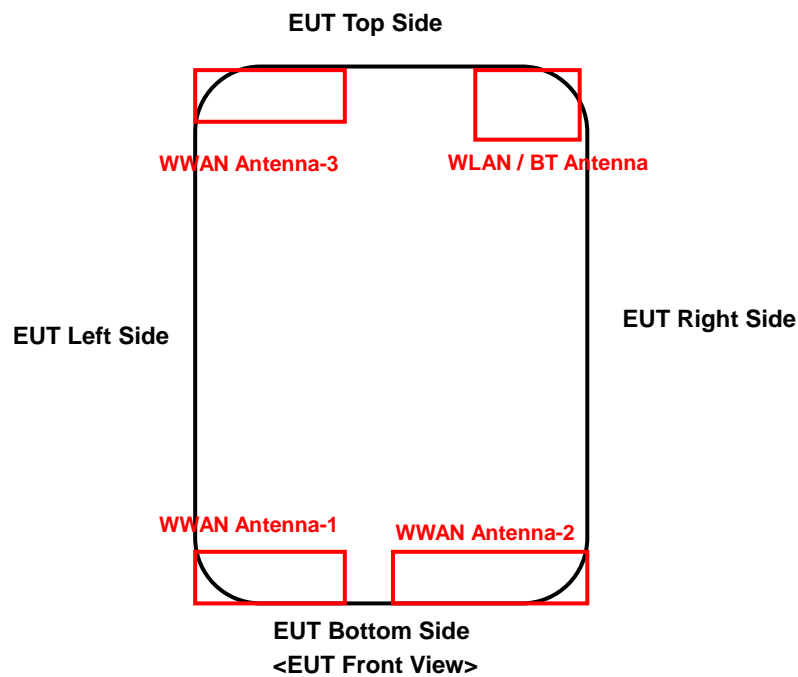 EUT Top Side
WWAN Antenna-3
WLAN / BT Antenna
EUT Left Side
EUT Right Side
WWAN Antenna-1
WWAN Antenna-2
EUT Bottom Side
<EUT Front View>